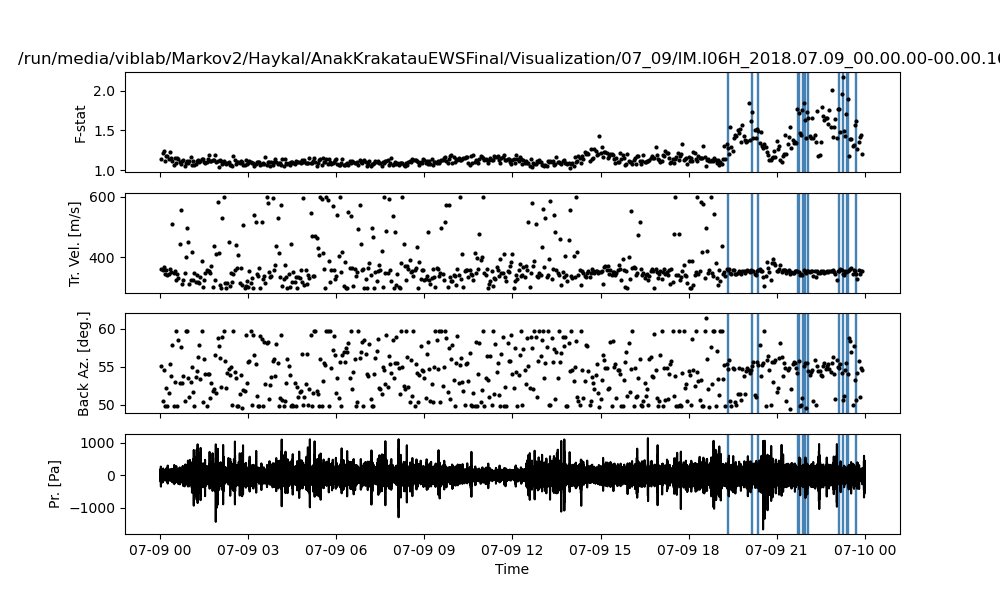 /run/media/viblab/Markov2/Haykal/AnakKrakatauEWSFinal/Visualization/07_09/IM.I06H_2018.07.09_00.00.00-00.00.16
F-stat
2.0
1.5
1.0
Tr. Vel. [m/s]
600
400
Back Az. [deg.]
60
55
50
Pr. [Pa]
1000
0
−1000
07-09 00 07-09 03 07-09 06 07-09 09 07-09 12 07-09 15 07-09 18 07-09 21 07-10 00
Time